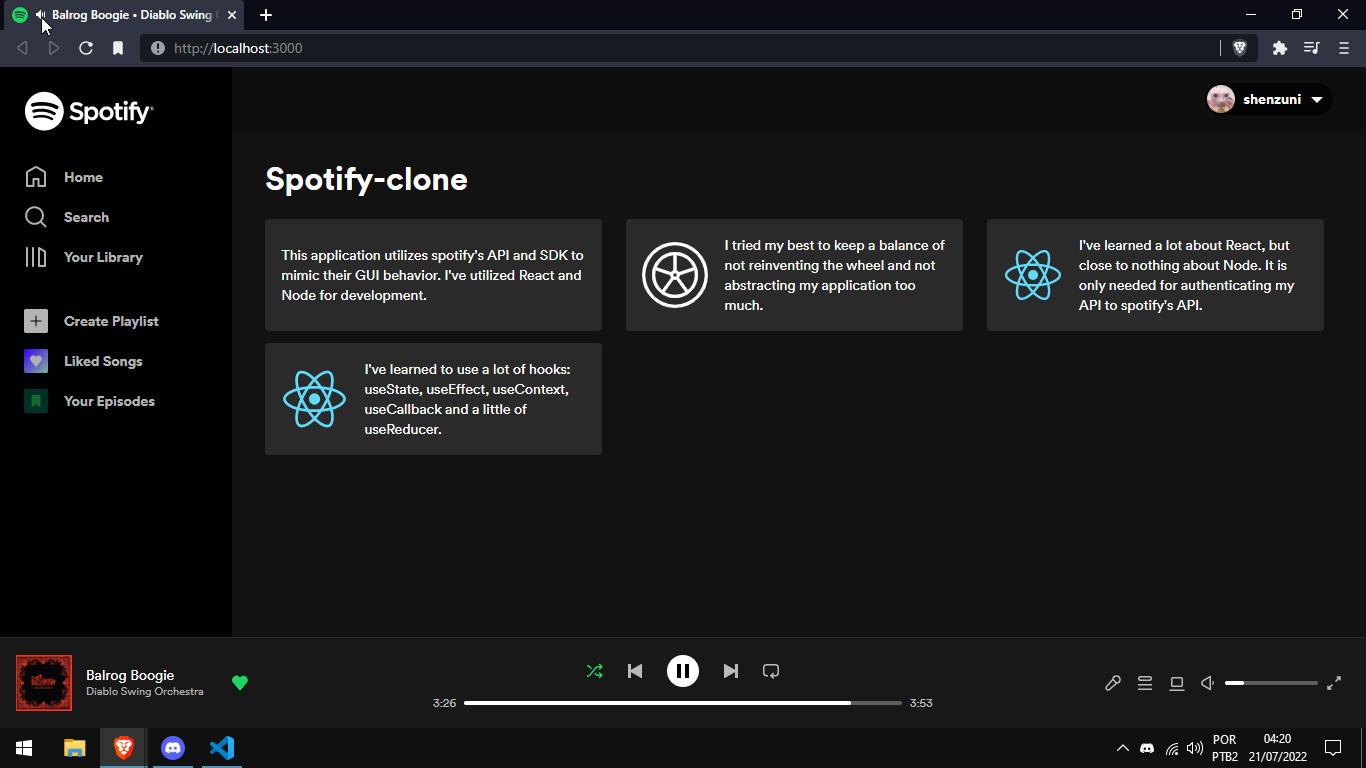 Balrog Boogie • Diablo Swing
http://localhost:3000
Spotify
shenzuni
Home
Search
Your Library
Create Playlist
Liked Songs
Your Episodes
Spotify-clone
This application utilizes spotify's API and SDK to
mimic their GUI behavior. I've utilized React and
Node for development.
I tried my best to keep a balance of
not reinventing the wheel and not
abstracting my application too
much.
I've learned a lot about React, but
close to nothing about Node. It is
only needed for authenticating my
API to spotify's API.
I've learned to use a lot of hooks:
useState, useEffect, useContext,
useCallback and a little of
useReducer.
Balrog Boogie
Diablo Swing Orchestra
3:26
3:53
POR
PTB2
04:20
21/07/2022